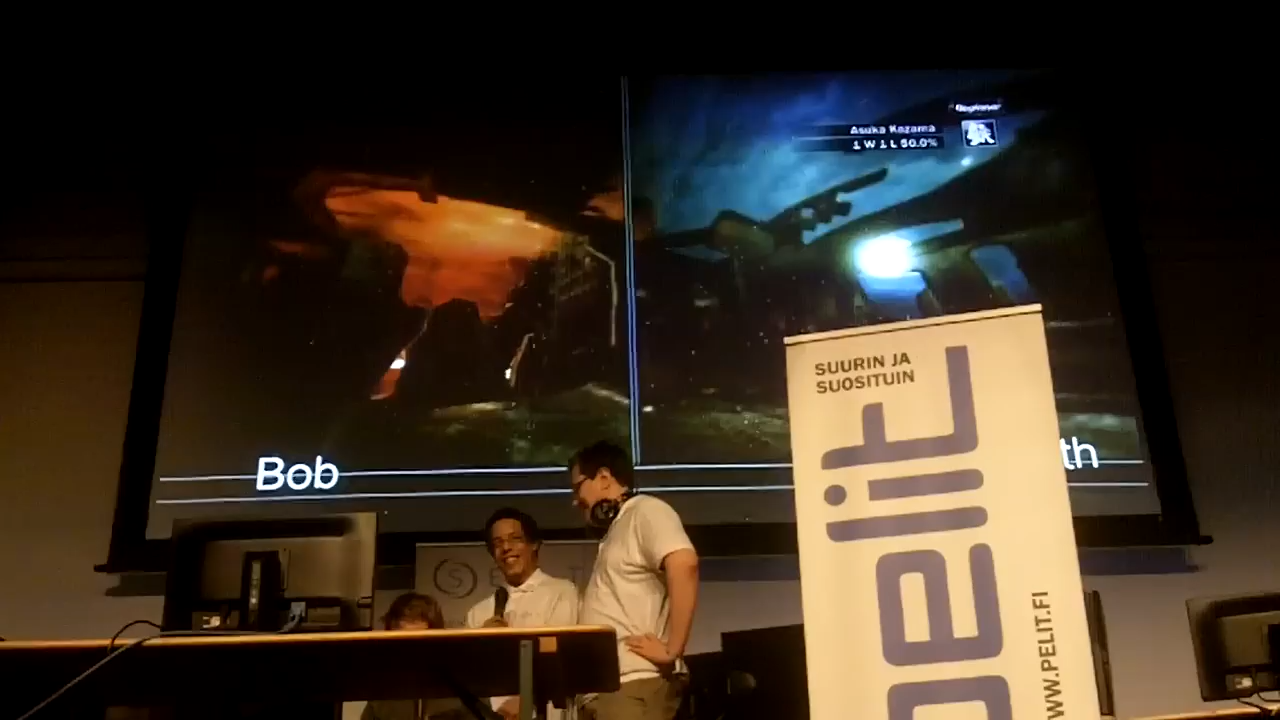 Beginner
Asuka Kazama
1 W 1 L 50.0%
Bob
th
SUURIN JA
SUOSITUIN
pelit
WWW.PELIT.FI
S